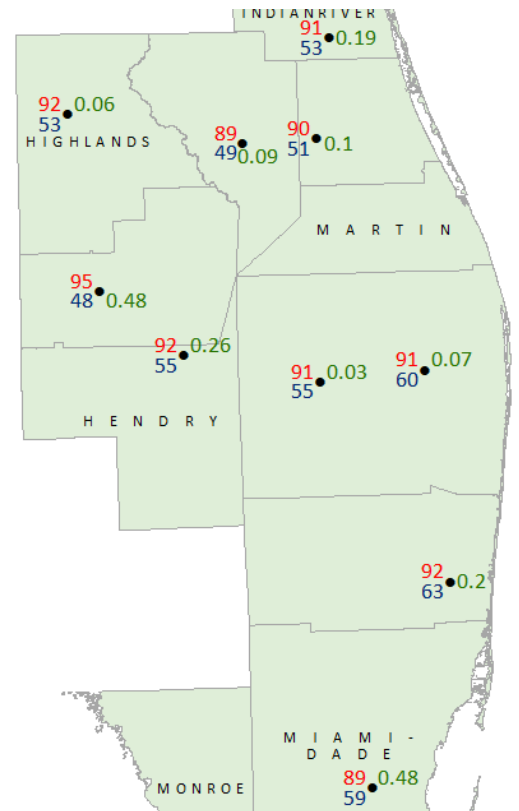 INDIANRIVER
91
53 0.19
92 0.06
53
HIGHLANDS
89
49 0.09
90
51 0.1
MARTIN
95
48 0.48
92 0.26
55
91 0.03
55
91 0.07
60
HENDRY
92
63 0.2
MIAMI-
DADE
89 0.48
59
MONROE